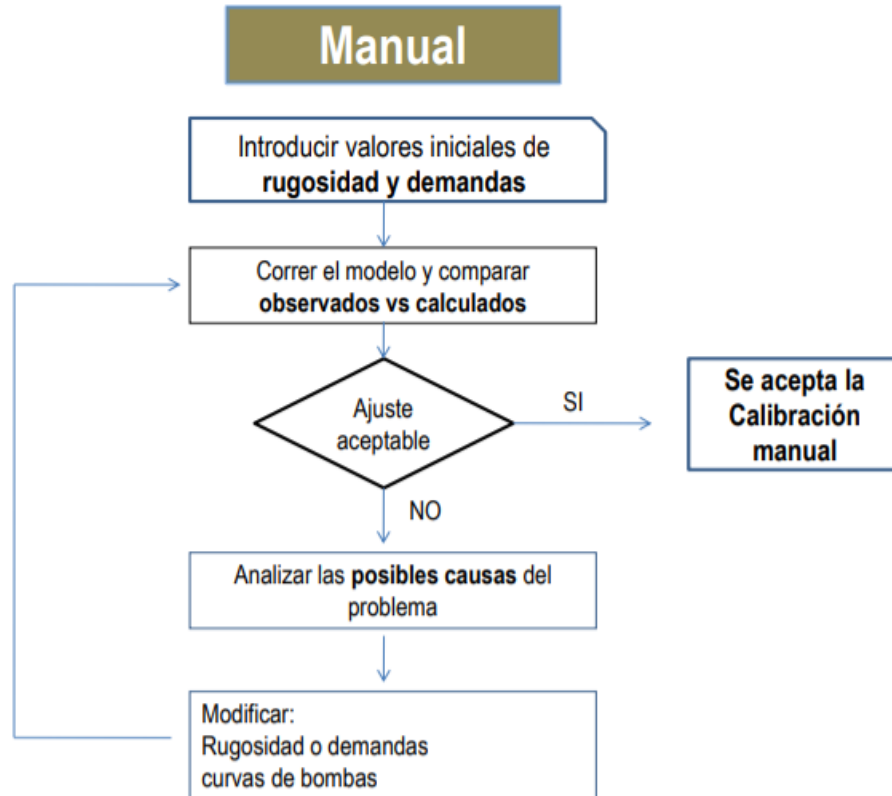 Manual
Introducir valores iniciales de
rugosidad y demandas
Correr el modelo y comparar
observados vs calculados
Ajuste
aceptable
SI
Se acepta la
Calibración
manual
NO
Analizar las posibles causas del
problema
Modificar:
Rugosidad o demandas
curvas de bombas